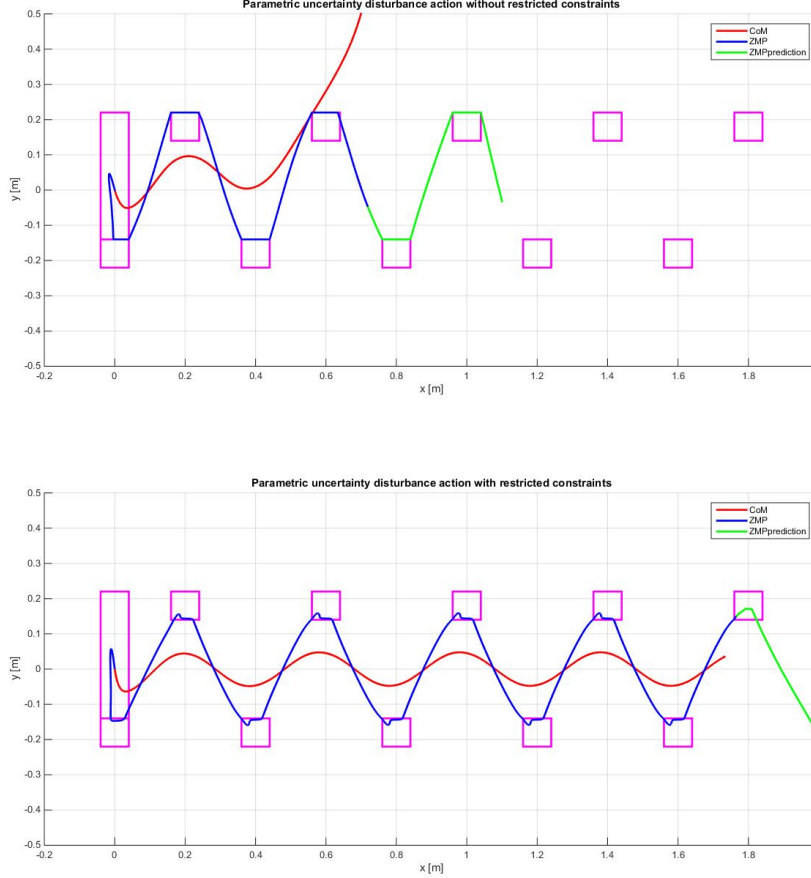 Parametric uncertainty disturbance action without restricted constraints
CoM
ZMP
ZMPprediction
0.5
0.4
0.3
0.2
0.1
0
-0.1
-0.2
-0.3
-0.4
-0.5
y [m]
-0.2 0 0.2 0.4 0.6 0.8 1 1.2 1.4 1.6 1.8
x [m]
Parametric uncertainty disturbance action with restricted constraints
CoM
ZMP
ZMPprediction
0.5
0.4
0.3
0.2
0.1
0
-0.1
-0.2
-0.3
-0.4
-0.5
y [m]
-0.2 0 0.2 0.4 0.6 0.8 1 1.2 1.4 1.6 1.8
x [m]